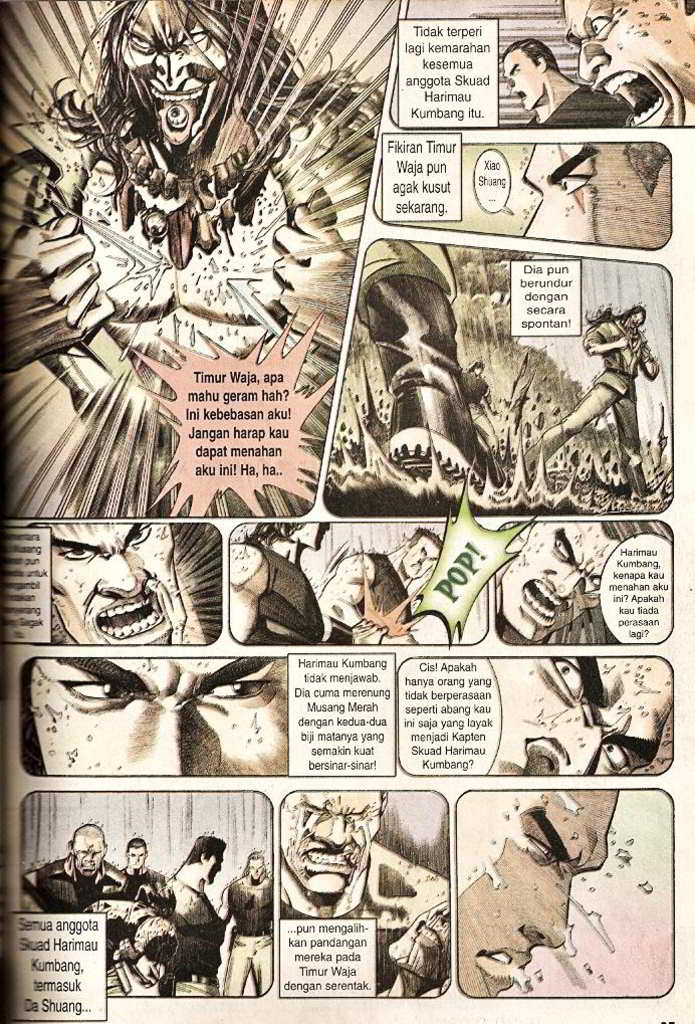 Timur Waja, apa
mahu geram hah?
Ini kebebasan aku!
Jangan harap kau
dapat menahan
aku ini! Ha, ha..
Tidak terperi
lagi kemarahan
kesemua
anggota Skuad
Harimau
Kumbang itu.
Fikiran Timur
Waja pun
agak kusut
sekarang.
Xiao
Shuang
...
Dia pun
berundur
dengan
secara
spontan!
untuk
POP!
Harimau
Kumbang,
kenapa kau
menahan aku
ini? Apakah
kau tiada
perasaan
lagi?
Harimau Kumbang
tidak menjawab.
Dia cuma merenung
Musang Merah
dengan kedua-dua
biji matanya yang
semakin kuat
bersinar-sinar!
Cis! Apakah
hanya orang yang
tidak berperasaan
seperti abang kau
ini saja yang layak
menjadi Kapten
Skuad Harimau
Kumbang?
Semua anggota
Skuad Harimau
Kumbang,
termasuk
Da Shuang...
...pun mengalih-
kan pandangan
mereka pada
Timur Waja
dengan serentak.